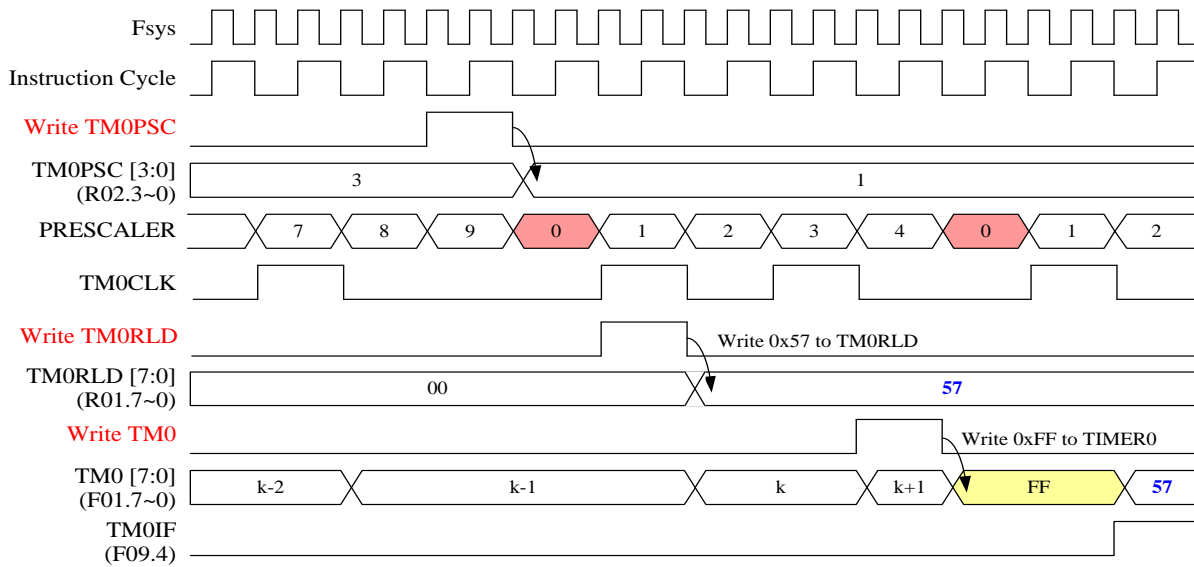 Fsys
Instruction Cycle
Write TM0PSC
TM0PSC [3:0]
(R02.3~0)
3
1
PRESCALER
7
8
9
0
1
2
3
4
0
1
2
TM0CLK
Write TM0RLD
Write 0x57 to TM0RLD
TM0RLD [7:0]
(R01.7~0)
00
57
Write TM0
Write 0xFF to TIMER0
TM0 [7:0]
(F01.7~0)
k-2
k-1
k
k+1
FF
57
TM0IF
(F09.4)